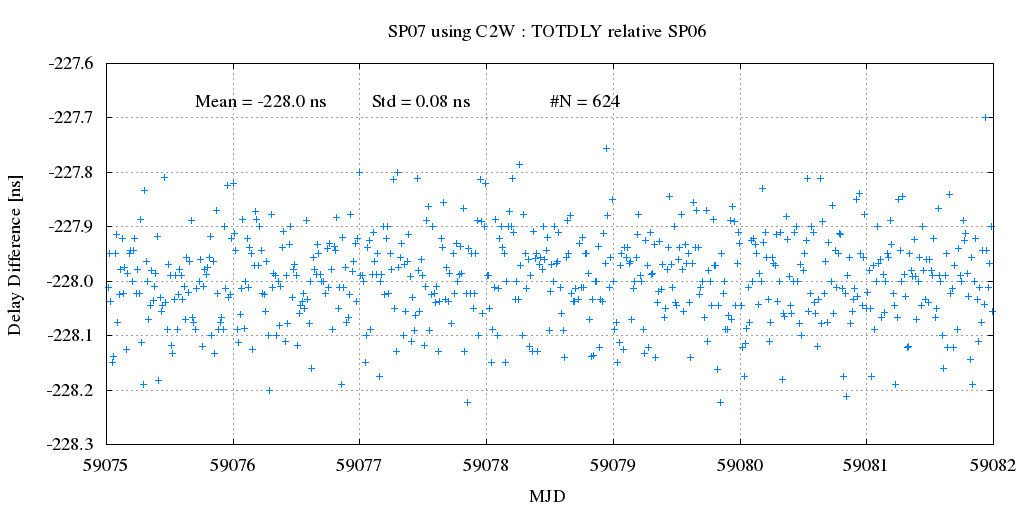 SP07 using C2W : TOTDLY relative SP06
-227.6
Mean = -228.0 ns Std = 0.08 ns #N = 624
-227.7
-227.8
-227.9
-228.0
-228.1
-228.2
-228.3
Delay Difference [ns]
59075 59076 59077 59078 59079 59080 59081 59082
MJD